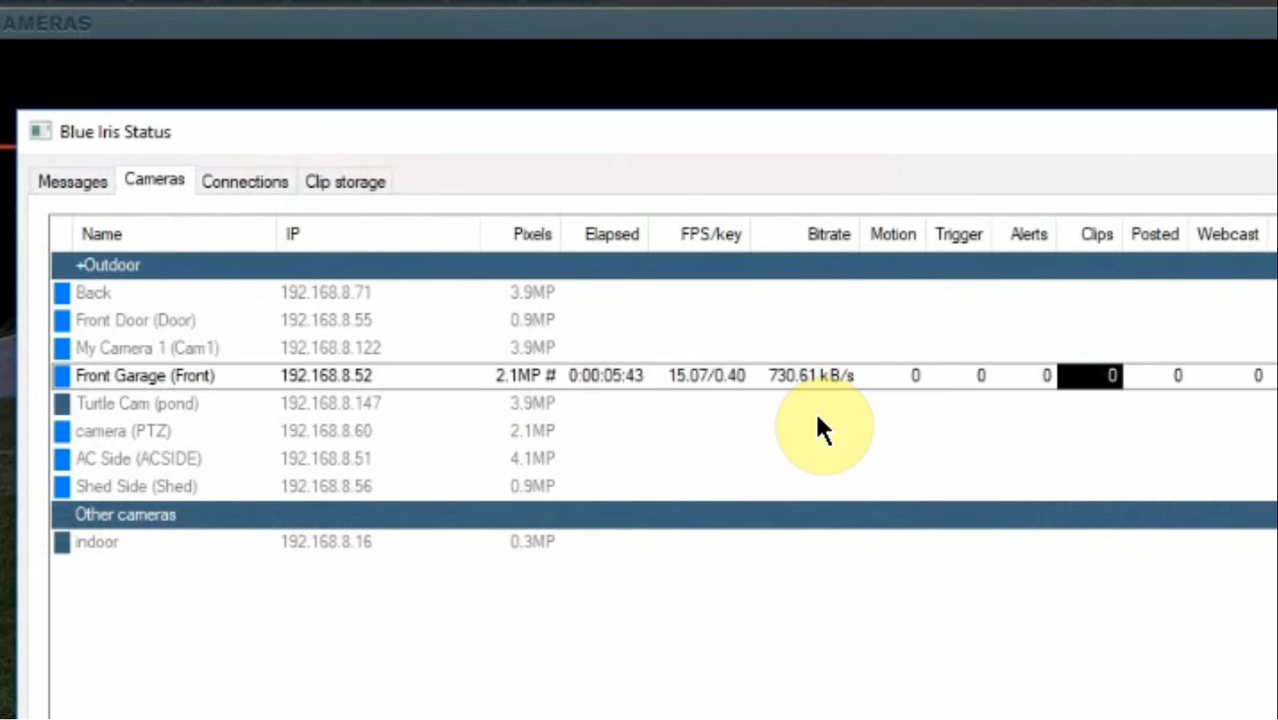 CAMERAS
Blue Iris Status
Messages Cameras Connections Clip storage
Name IP Pixels Elapsed FPS/key Bitrate Motion Trigger Alerts Clips Posted Webcast
+Outdoor
Back 192.168.8.71 3.9MP
Front Door (Door) 192.168.8.55 0.9MP
My Camera 1 (Cam1) 192.168.8.122 3.9MP
Front Garage (Front) 192.168.8.52 2.1MP # 0:00:05:43 15.07/0.40 730.61 kB/s 0 0 0 0 0 0
Turtle Cam (pond) 192.168.8.147 3.9MP
camera (PTZ) 192.168.8.60 2.1MP
AC Side (ACSIDE) 192.168.8.51 4.1MP
Shed Side (Shed) 192.168.8.56 0.9MP
Other cameras
indoor 192.168.8.16 0.3MP